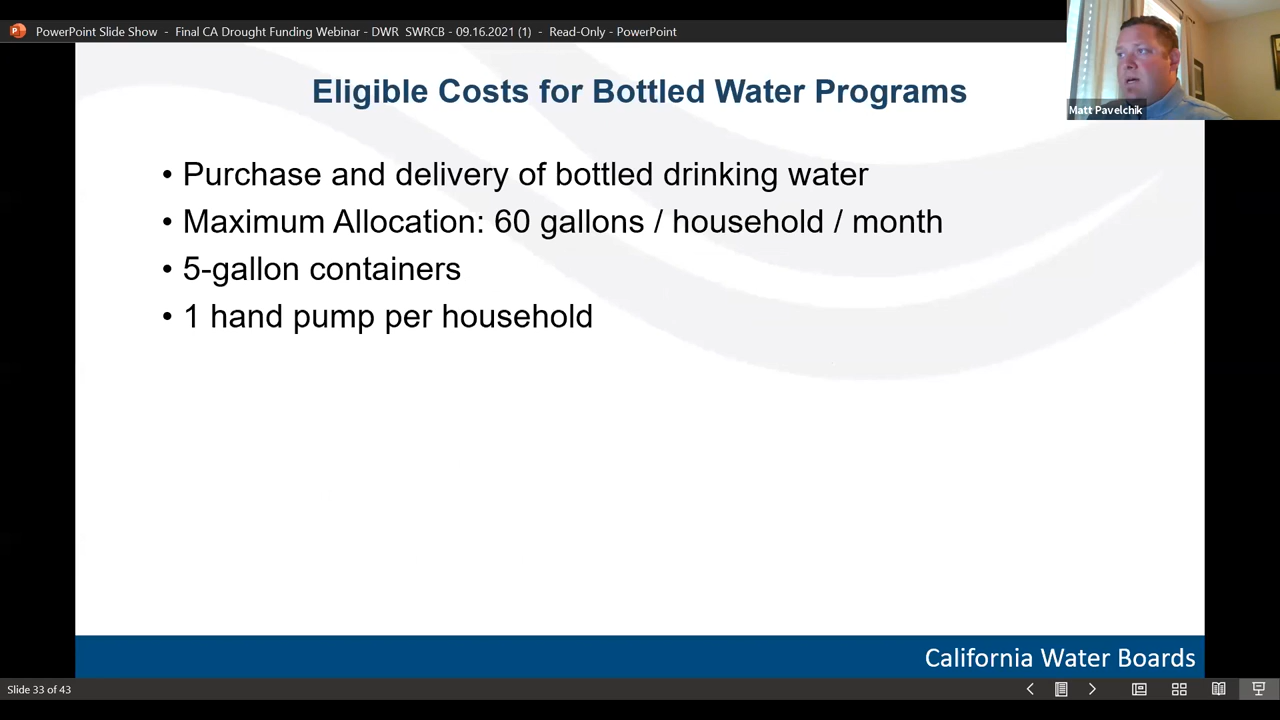 PowerPoint Slide Show - Final CA Drought Funding Webinar - DWR SWRCB - 09.16.2021 (1) - Read-Only - PowerPoint
Matt Pavelchik
Eligible Costs for Bottled Water Programs
• Purchase and delivery of bottled drinking water
• Maximum Allocation: 60 gallons / household / month
• 5-gallon containers
• 1 hand pump per household
California Water Boards
Slide 33 of 43